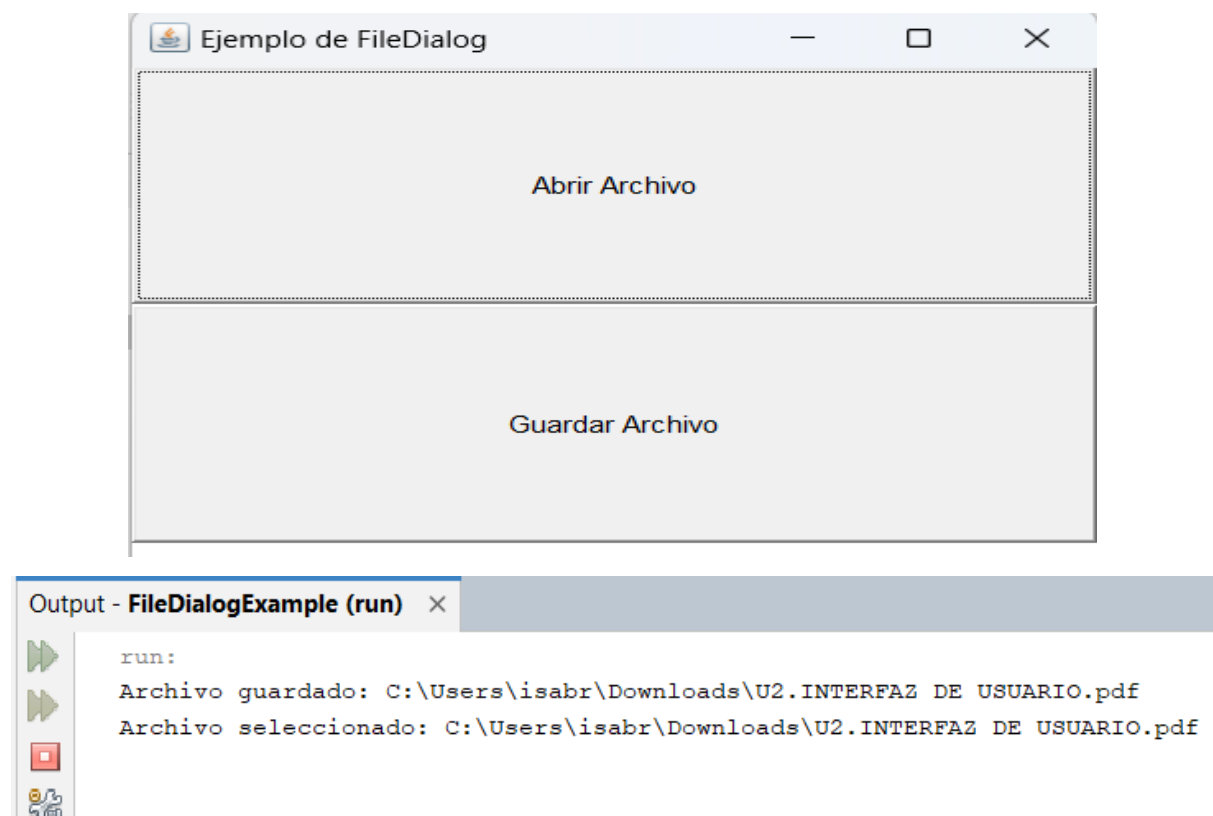 Ejemplo de FileDialog
Abrir Archivo
Guardar Archivo
Output - FileDialogExample (run)
run:
Archivo guardado: C:\Users\isabr\Downloads\U2.INTERFAZ DE USUARIO.pdf
Archivo seleccionado: C:\Users\isabr\Downloads\U2.INTERFAZ DE USUARIO.pdf